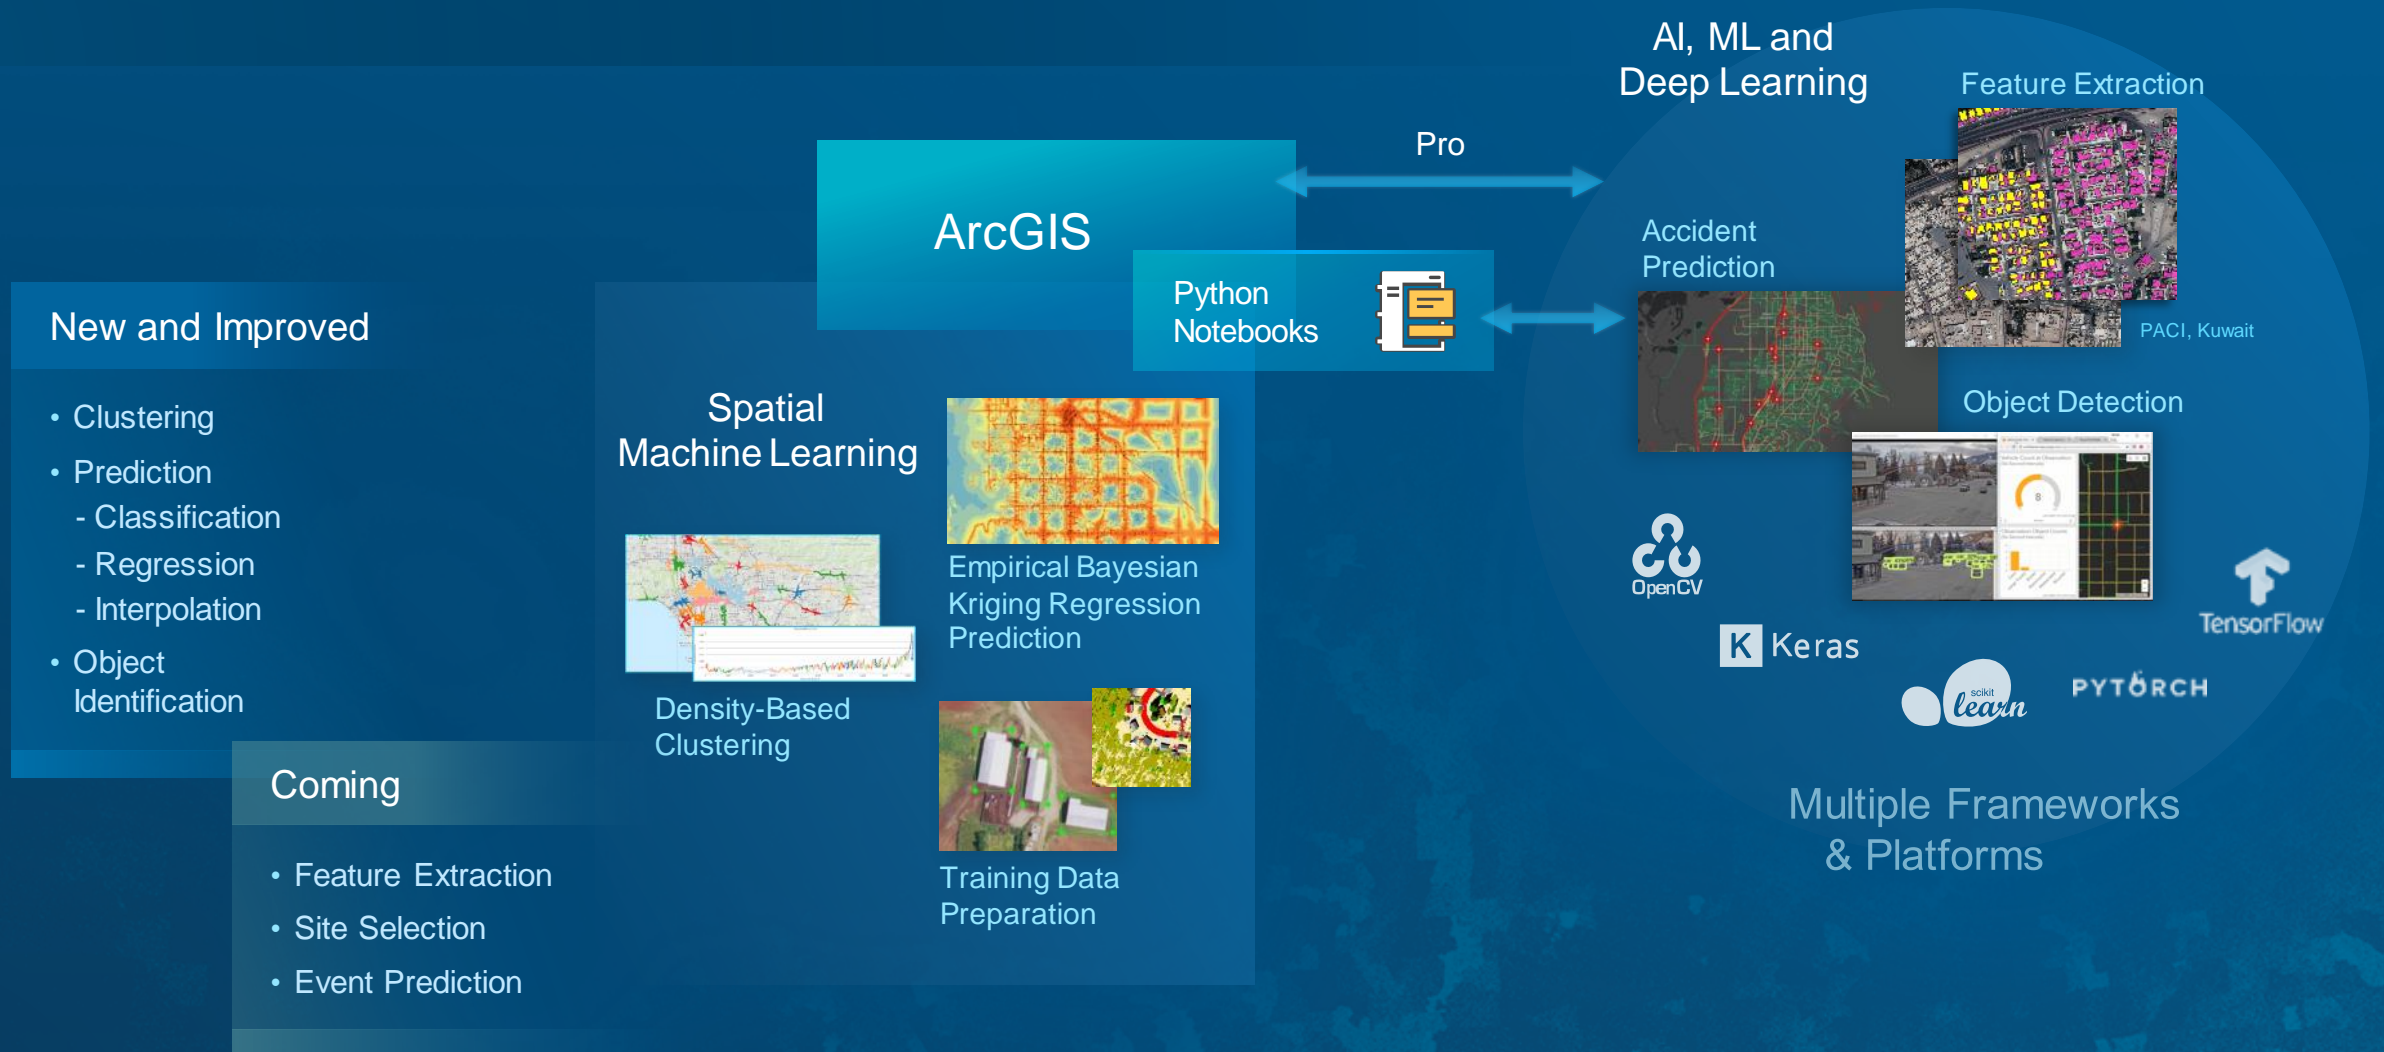 AI, ML and
Deep Learning
Feature Extraction
Pro
ArcGIS
Accident
Prediction
Python
Notebooks
PACI, Kuwait
New and Improved
• Clustering
• Prediction
- Classification
- Regression
- Interpolation
• Object
Identification
Spatial
Machine Learning
Object Detection
8
Empirical Bayesian
Kriging Regression
Prediction
Density-Based
Clustering
Training Data
Preparation
OpenCV
K Keras
TensorFlow
scikit
learn
PYTORCH
Multiple Frameworks
& Platforms
Coming
• Feature Extraction
• Site Selection
• Event Prediction